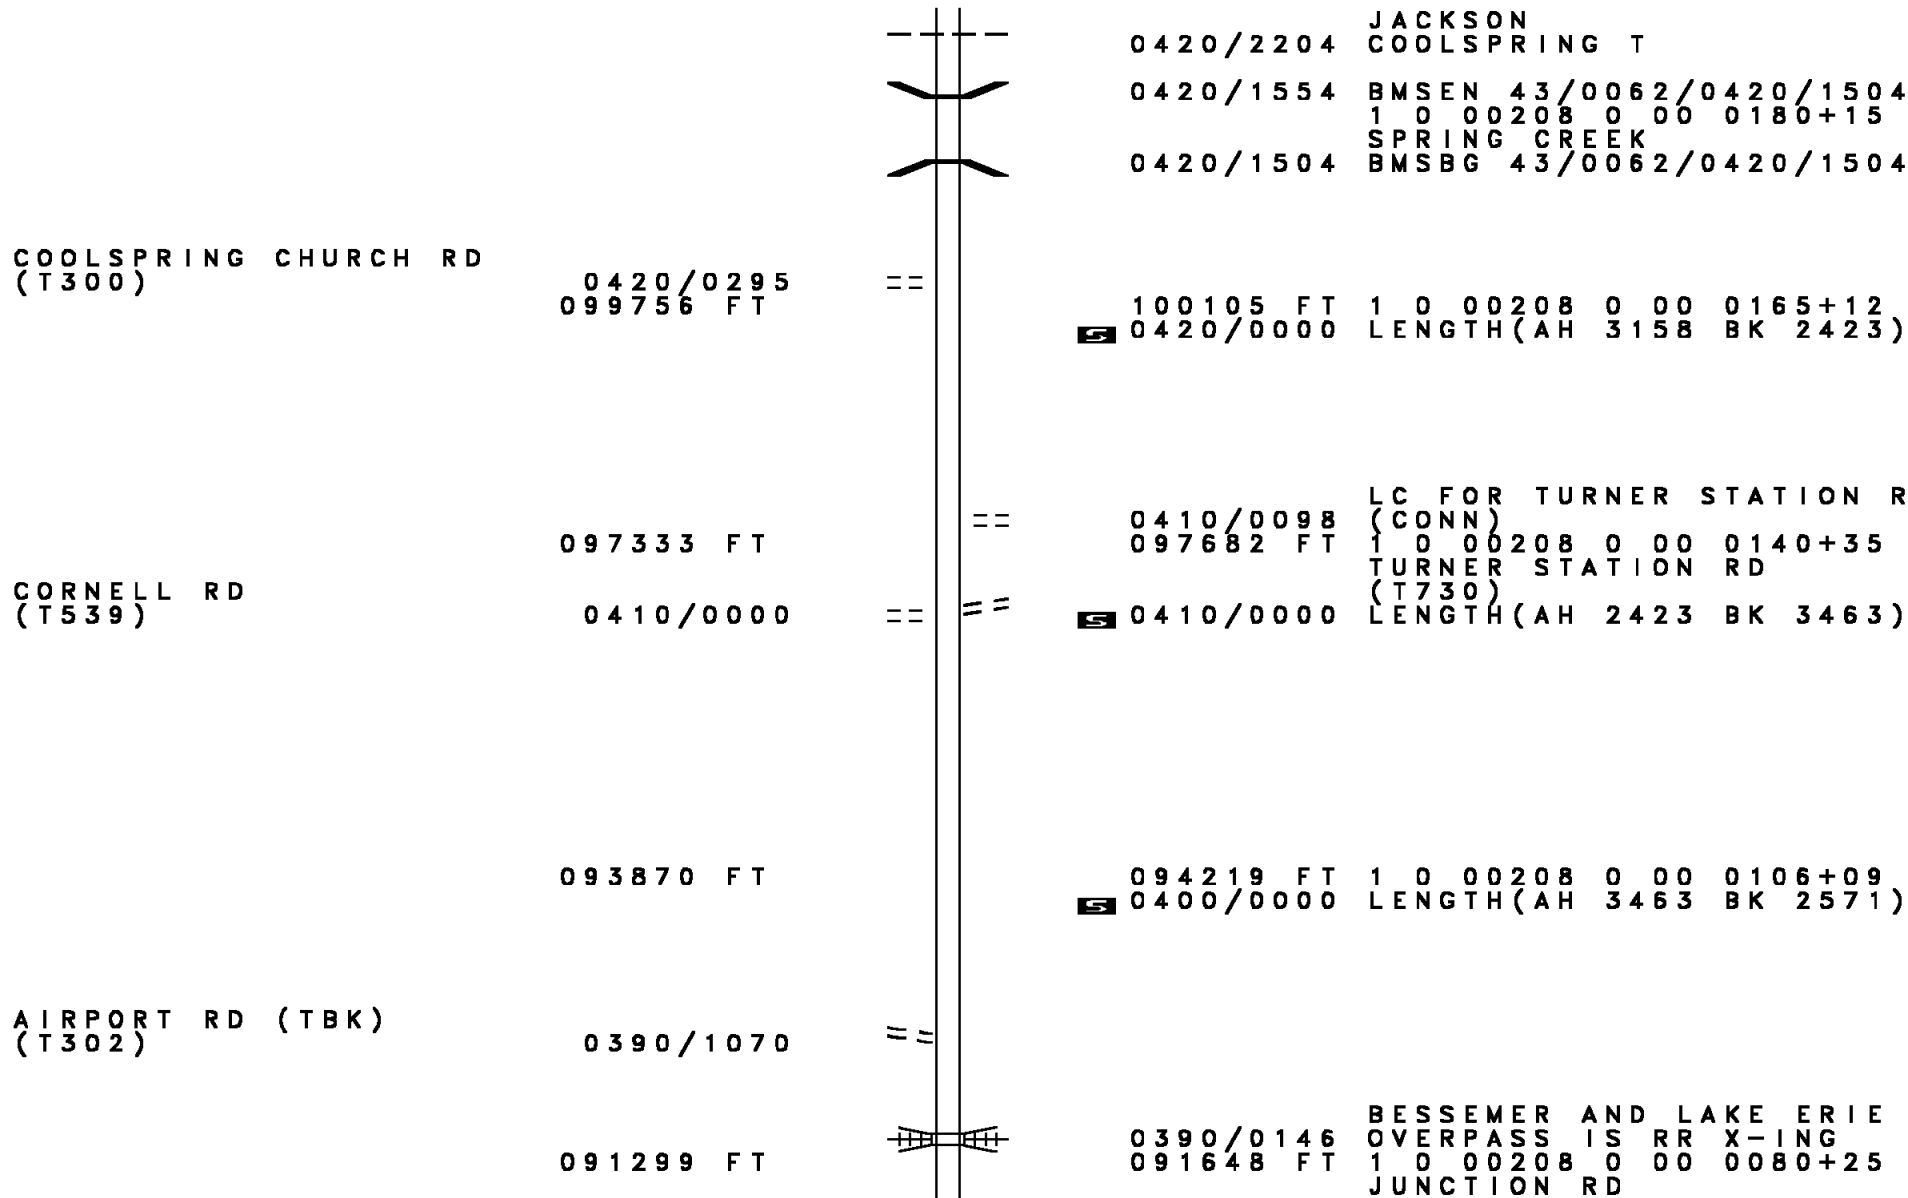 JACKSON
0420/2204 COOLSPRING T
0420/1554 BMSEN 43/0062/0420/1504
1 0 00208 0 00 0180+15
SPRING CREEK
0420/1504 BMSBG 43/0062/0420/1504
COOLSPRING CHURCH RD
(T300) 0420/0295
099756 FT 100105 FT 1 0 00208 0 00 0165+12
S 0420/0000 LENGTH(AH 3158 BK 2423)
LC FOR TURNER STATION R
0410/0098 (CONN)
097333 FT 097682 FT 1 0 00208 0 00 0140+35
TURNER STATION RD
CORNELL RD (T730)
(T539) 0410/0000 S 0410/0000 LENGTH(AH 2423 BK 3463)
093870 FT 094219 FT 1 0 00208 0 00 0106+09
S 0400/0000 LENGTH(AH 3463 BK 2571)
AIRPORT RD (TBK)
(T302) 0390/1070
BESSEMER AND LAKE ERIE
0390/0146 OVERPASS IS RR X-ING
091299 FT 091648 FT 1 0 00208 0 00 0080+25
JUNCTION RD